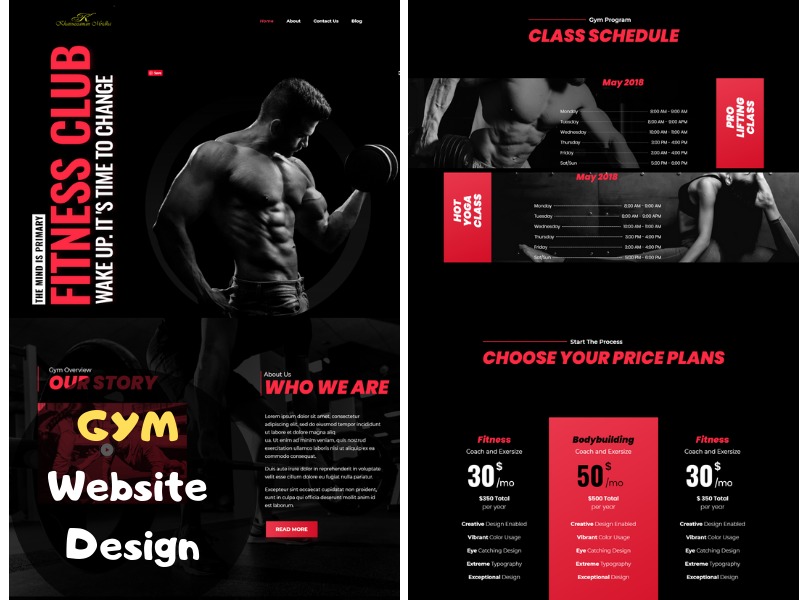 Khairuzzaman Mridha
Home About Contact Us Blog
THE MIND IS PRIMARY
FITNESS CLUB
WAKE UP. IT'S TIME TO CHANGE
Gym Overview
OUR STORY
GYM
Website
Design
About Us
WHO WE ARE
Lorem ipsum dolor sit amet, consectetur
adipiscing elit, sed do eiusmod tempor incididunt
ut labore et dolore magna aliq
ua. Ut enim ad minim veniam, quis nostrud
exercitation ullamco laboris nisi ut aliquip ex ea
commodo consequat.
Duis aute irure dolor in reprehenderit in voluptate
velit esse cillum dolore eu fugiat nulla pariatur.
Excepteur sint occaecat cupidatat non proident,
sunt in culpa qui officia deserunt mollit anim id
est laborum.
READ MORE
Gym Program
CLASS SCHEDULE
May 2018
Monday 8:00 AM - 9:00 AM
Tuesday 8:00 AM - 9:00 APM
Wednesday 10:00 AM - 11:00 AM
Thursday 3:00 PM - 4:00 PM
Friday 3:00 AM - 4:00 PM
Sat/Sun 5:00 PM - 6:00 PM
PRO
LIFTING
CLASS
HOT
YOGA
CLASS
May 2018
Monday 8:00 AM - 9:00 AM
Tuesday 8:00 AM - 9:00 APM
Wednesday 10:00 AM - 11:00 AM
Thursday 3:00 PM - 4:00 PM
Friday 3:00 AM - 4:00 PM
Sat/Sun 5:00 PM - 6:00 PM
Start The Process
CHOOSE YOUR PRICE PLANS
Fitness
Coach and Exersize
30$/mo
$350 Total
per year
Creative Design Enabled
Vibrant Color Usage
Eye Catching Design
Extreme Typography
Exceptional Design
Bodybuilding
Coach and Exersize
50$/mo
$500 Total
per year
Creative Design Enabled
Vibrant Color Usage
Eye Catching Design
Extreme Typography
Exceptional Design
Fitness
Coach and Exersize
30$/mo
$ 350 Total
per year
Creative Design Enabled
Vibrant Color Usage
Eye Catching Design
Extreme Typography
Exceptional Design